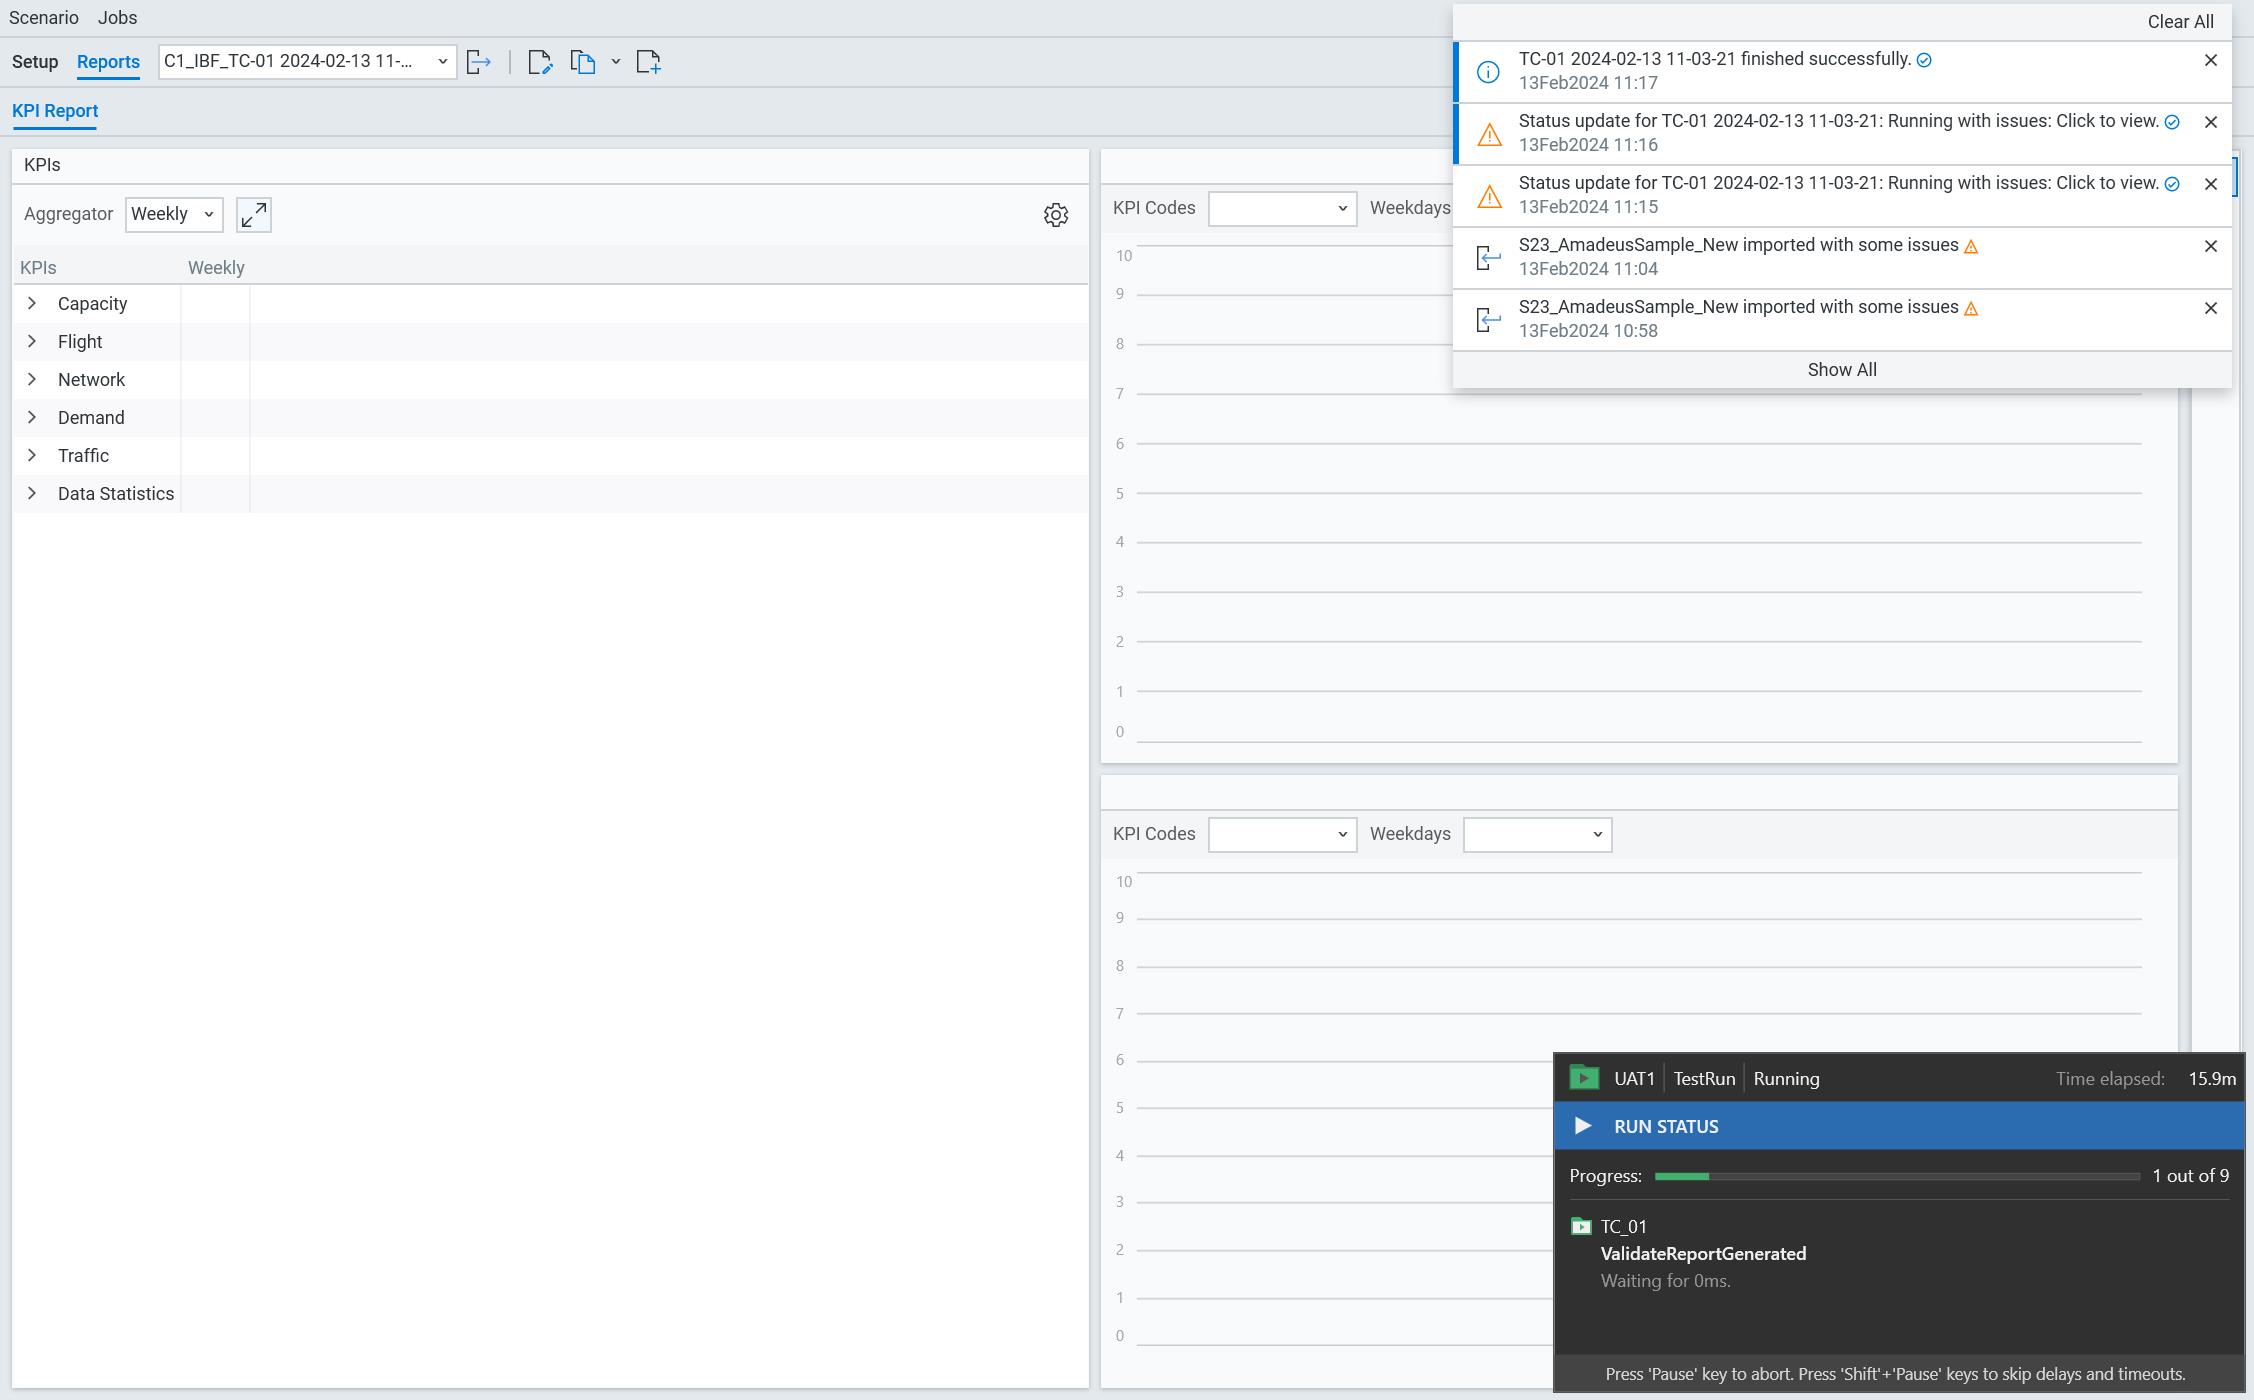 Scenario Jobs
Setup Reports C1_IBF_TC-01 2024-02-13 11-...
KPI Report
KPIs
Aggregator Weekly
KPIs Weekly
Capacity
Flight
Network
Demand
Traffic
Data Statistics
KPI Codes Weekdays
10
9
8
7
6
5
4
3
2
1
0
KPI Codes Weekdays
10
9
8
7
6
5
4
3
2
1
0
Clear All
TC-01 2024-02-13 11-03-21 finished successfully.
13Feb2024 11:17
Status update for TC-01 2024-02-13 11-03-21: Running with issues: Click to view.
13Feb2024 11:16
Status update for TC-01 2024-02-13 11-03-21: Running with issues: Click to view.
13Feb2024 11:15
S23_AmadeusSample_New imported with some issues
13Feb2024 11:04
S23_AmadeusSample_New imported with some issues
13Feb2024 10:58
Show All
UAT1 TestRun Running Time elapsed: 15.9m
RUN STATUS
Progress: 1 out of 9
TC_01
ValidateReportGenerated
Waiting for 0ms.
Press 'Pause' key to abort. Press 'Shift'+'Pause' keys to skip delays and timeouts.